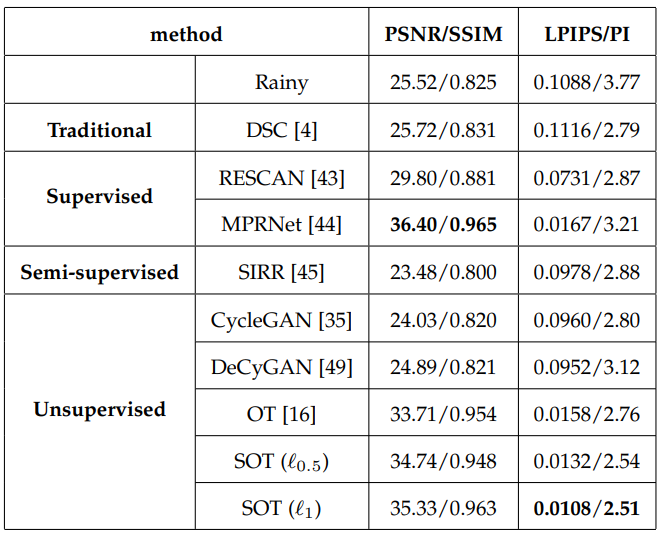 method PSNR/SSIM LPIPS/PI
Rainy 25.52/0.825 0.1088/3.77
Traditional DSC [4] 25.72/0.831 0.1116/2.79
Supervised RESCAN [43] 29.80/0.881 0.0731/2.87
MPRNet [44] 36.40/0.965 0.0167/3.21
Semi-supervised SIRR [45] 23.48/0.800 0.0978/2.88
Unsupervised CycleGAN [35] 24.03/0.820 0.0960/2.80
DeCyGAN [49] 24.89/0.821 0.0952/3.12
OT [16] 33.71/0.954 0.0158/2.76
SOT (ℓ0.5) 34.74/0.948 0.0132/2.54
SOT (ℓ1) 35.33/0.963 0.0108/2.51